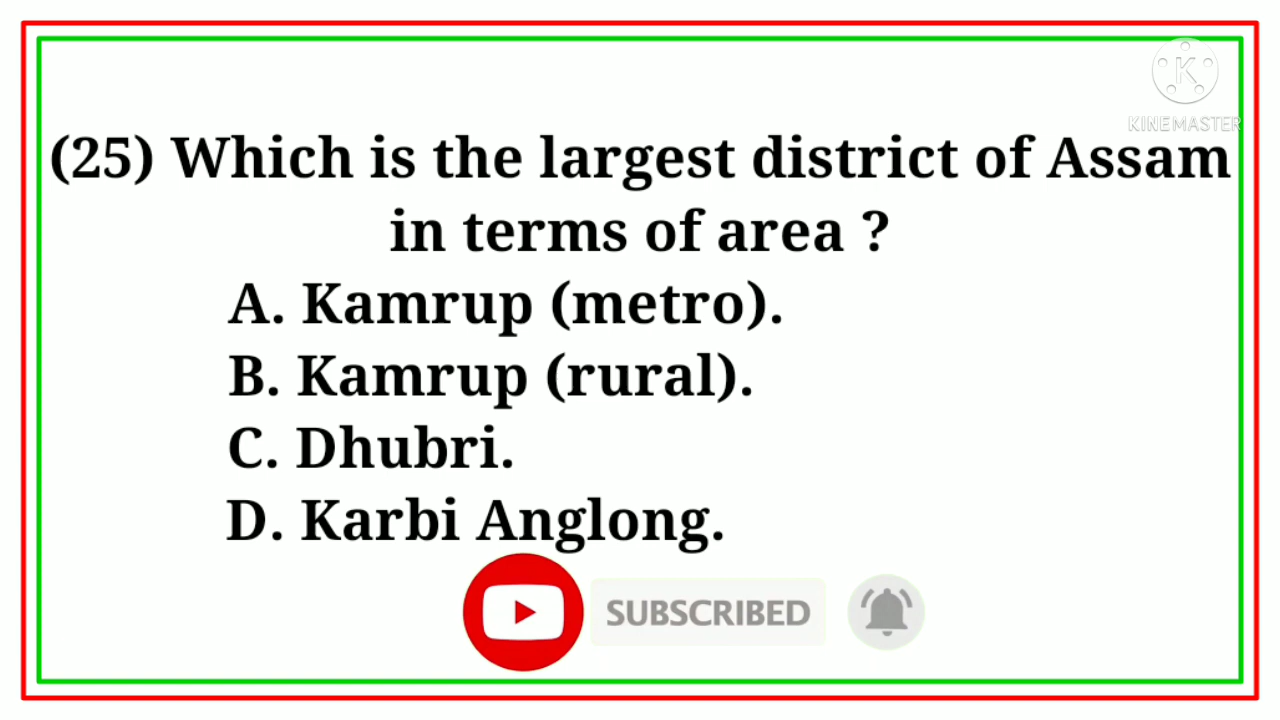 K
KINEMASTER
(25) Which is the largest district of Assam
in terms of area ?
A. Kamrup (metro).
B. Kamrup (rural).
C. Dhubri.
D. Karbi Anglong.
SUBSCRIBED